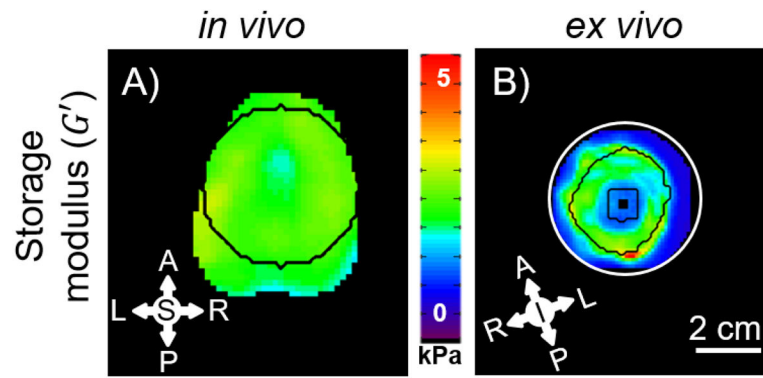 in vivo
ex vivo
Storage
modulus (G′)
A)
5
0
kPa
B)
A
L S R
P
A
R I L
P
2 cm